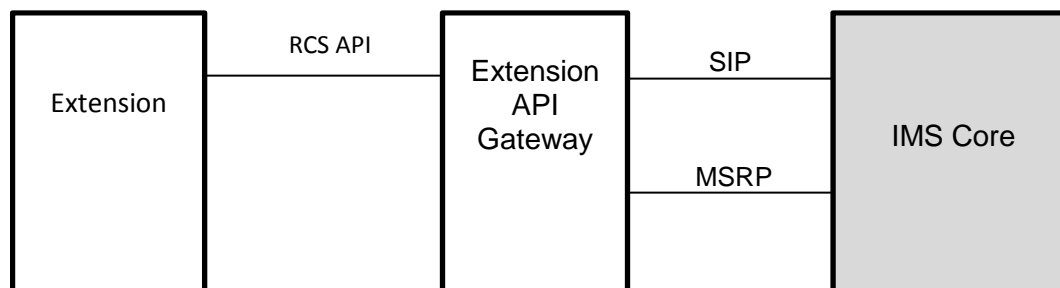 RCS API
Extension
Extension
API
Gateway
SIP
MSRP
IMS Core